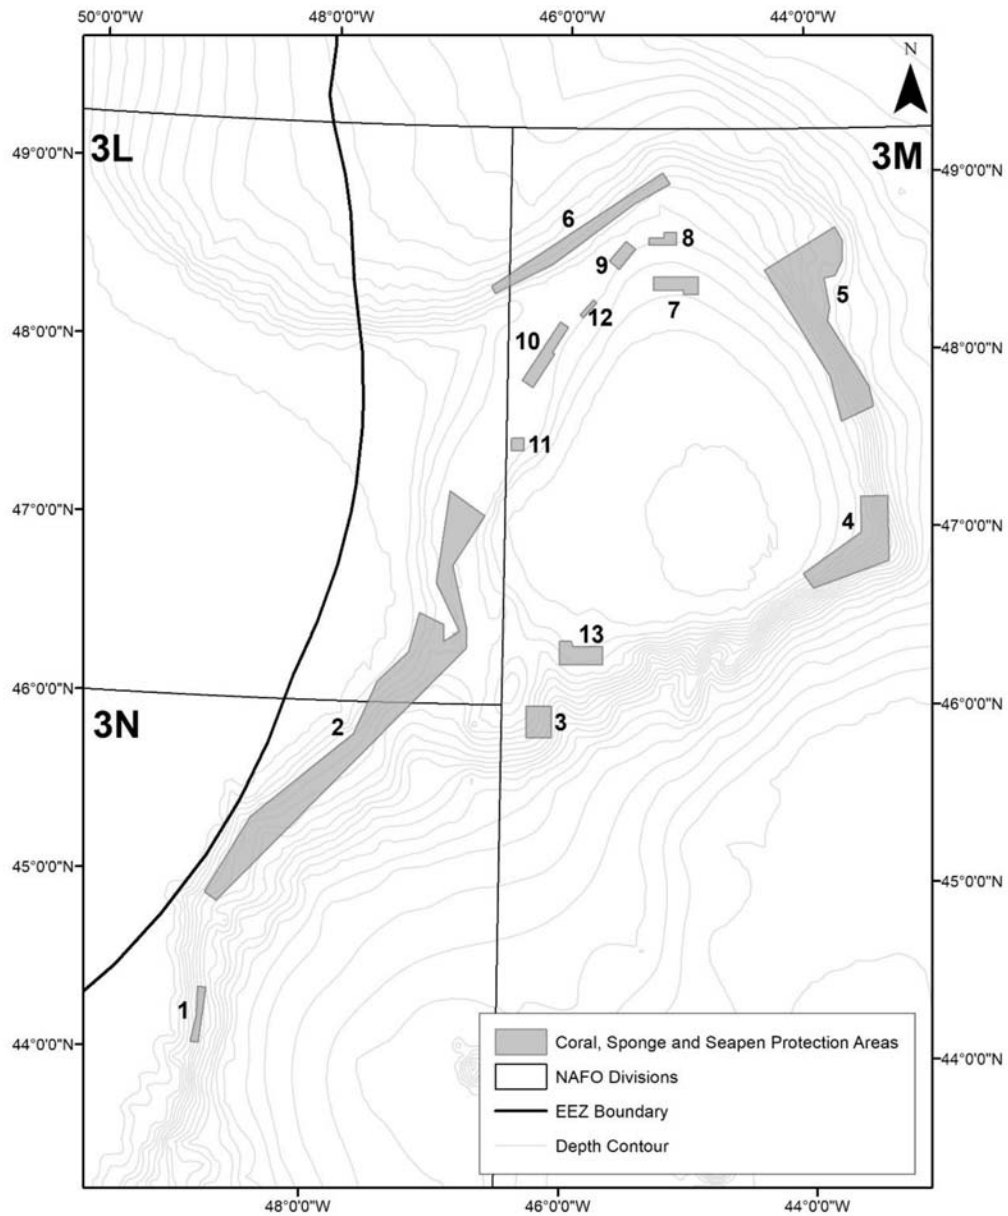 50°0'0"W 48°0'0"W 46°0'0"W 44°0'0"W
N
49°0'0"N 3L 3M 49°0'0"N
6
8
9
5
7
12
48°0'0"N 10 48°0'0"N
11
47°0'0"N 4 47°0'0"N
13
46°0'0"N 46°0'0"N
3N 2 3
45°0'0"N 45°0'0"N
1
44°0'0"N 44°0'0"N
Coral, Sponge and Seapen Protection Areas
NAFO Divisions
EEZ Boundary
Depth Contour
48°0'0"W 46°0'0"W 44°0'0"W